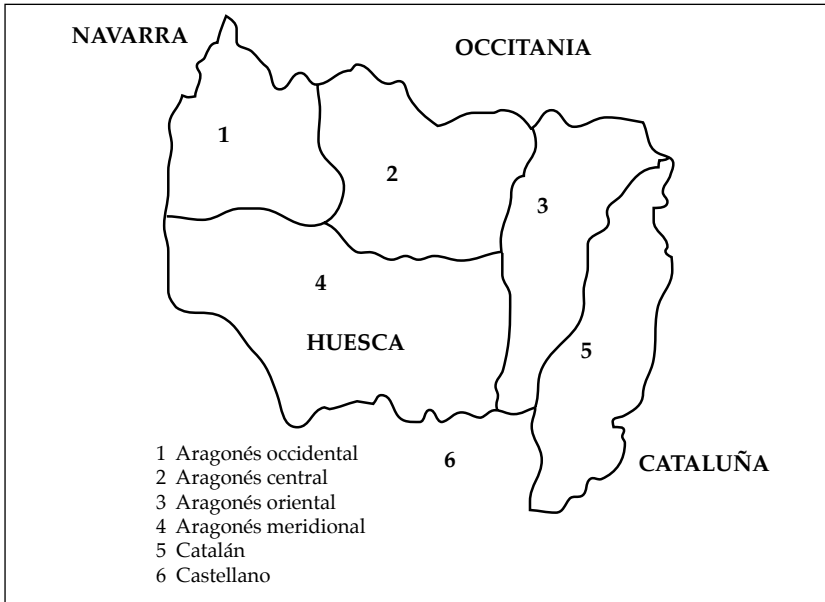 NAVARRA
OCCITANIA
1
2
3
4
HUESCA
5
6
CATALUÑA
1 Aragonés occidental
2 Aragonés central
3 Aragonés oriental
4 Aragonés meridional
5 Catalán
6 Castellano